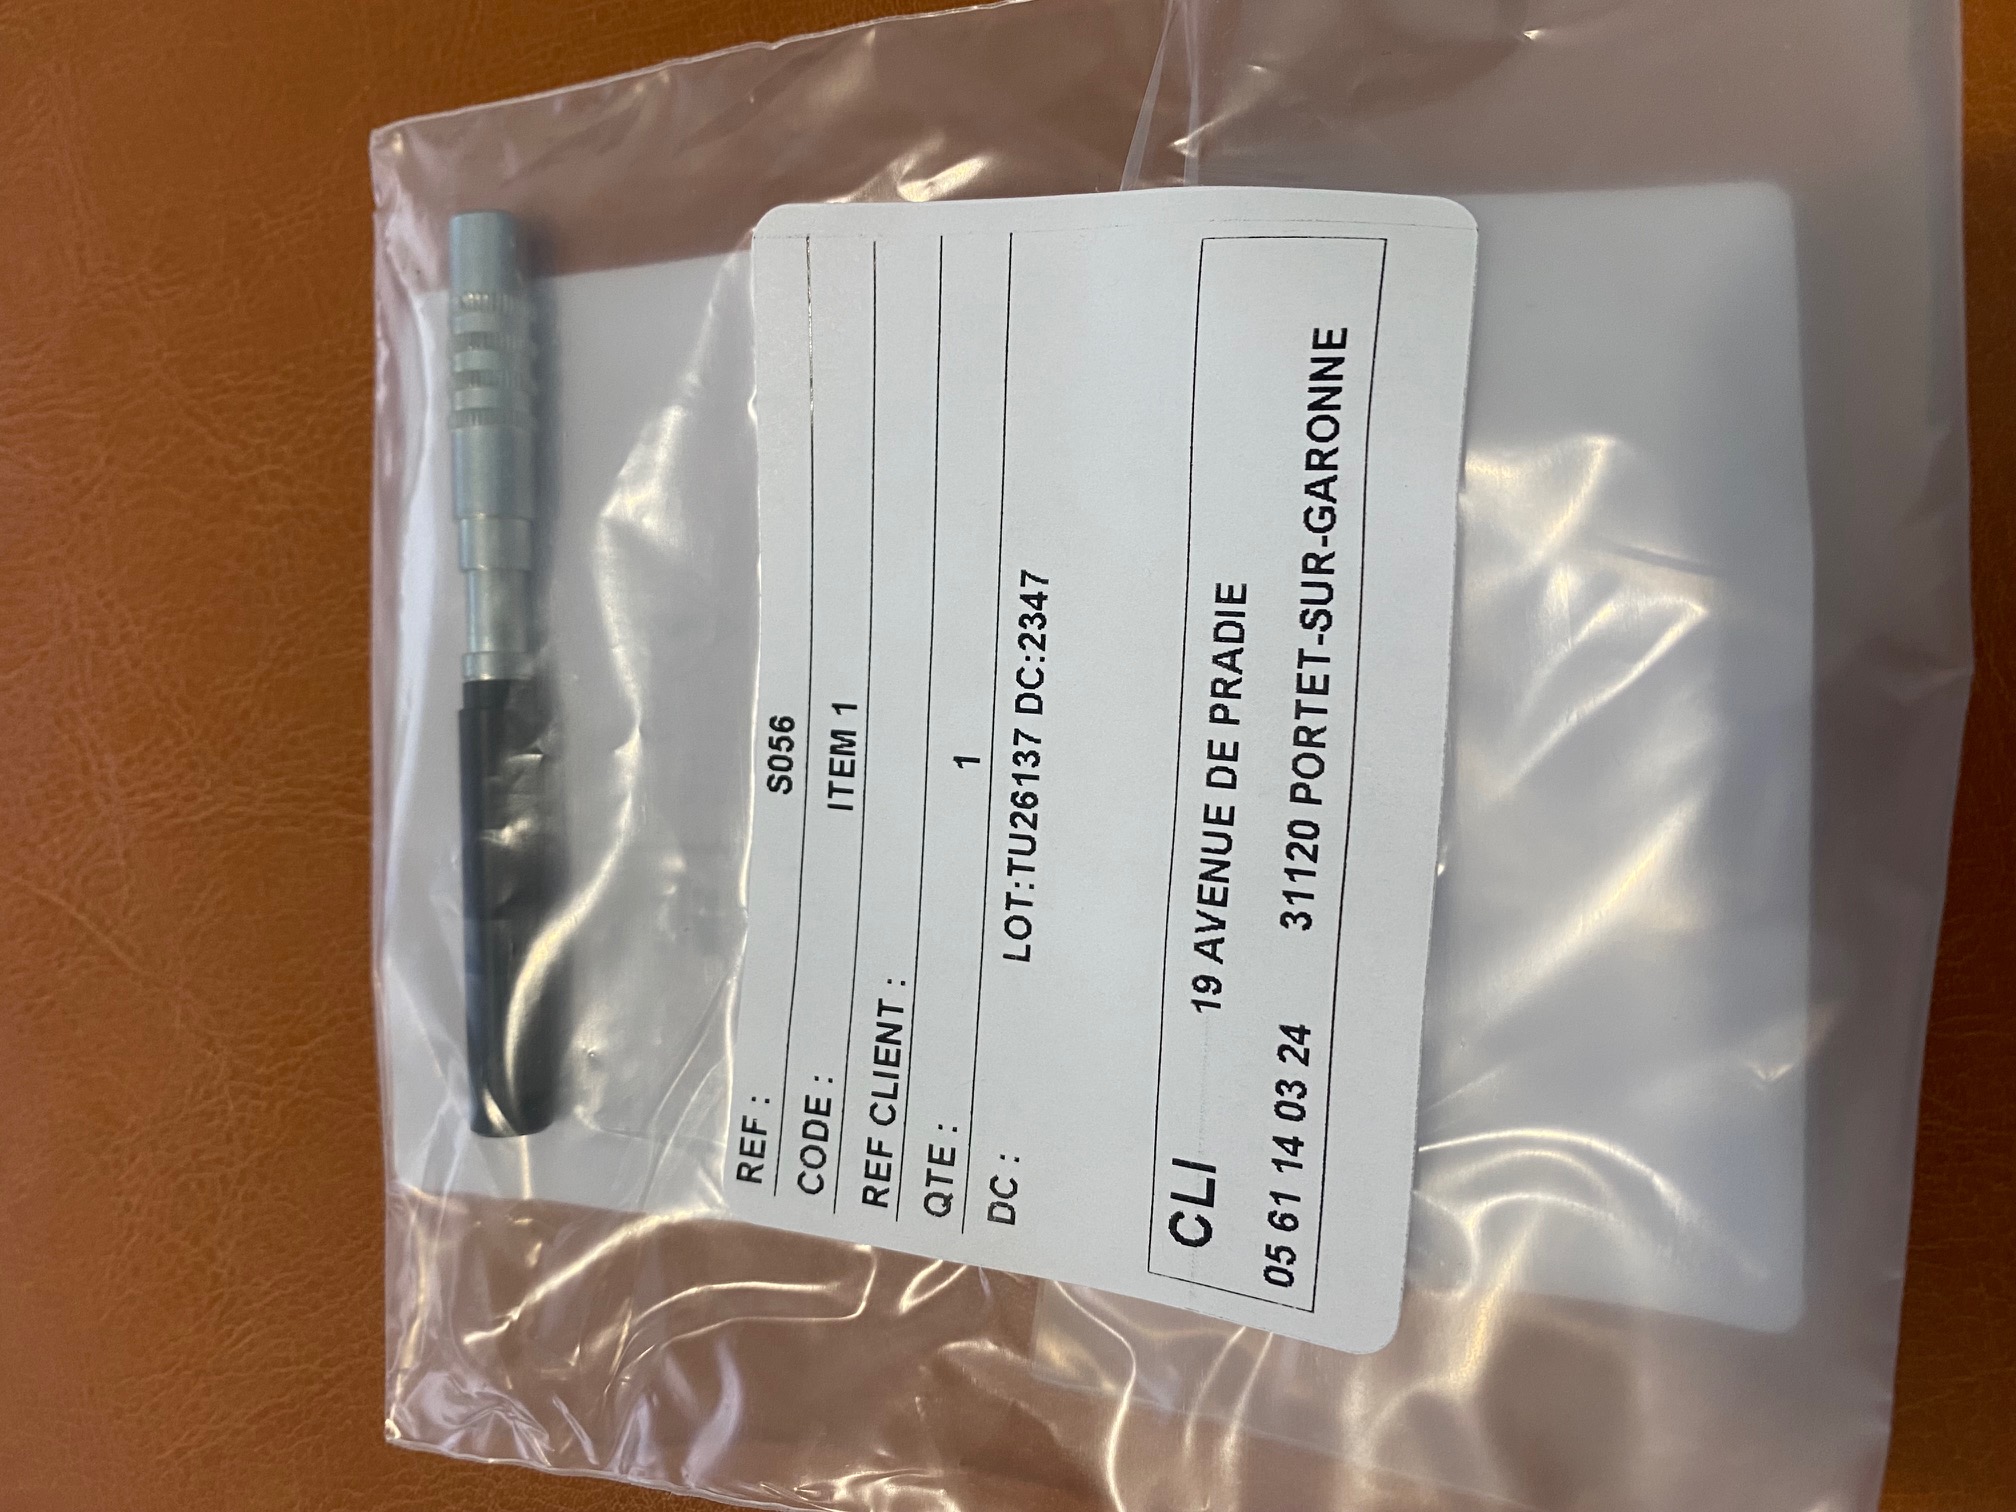 REF : S056
CODE : ITEM 1
REF CLIENT :
QTE : 1
DC : LOT:TU26137 DC:2347
CLI 19 AVENUE DE PRADIE
05 61 14 03 24 31120 PORTET-SUR-GARONNE